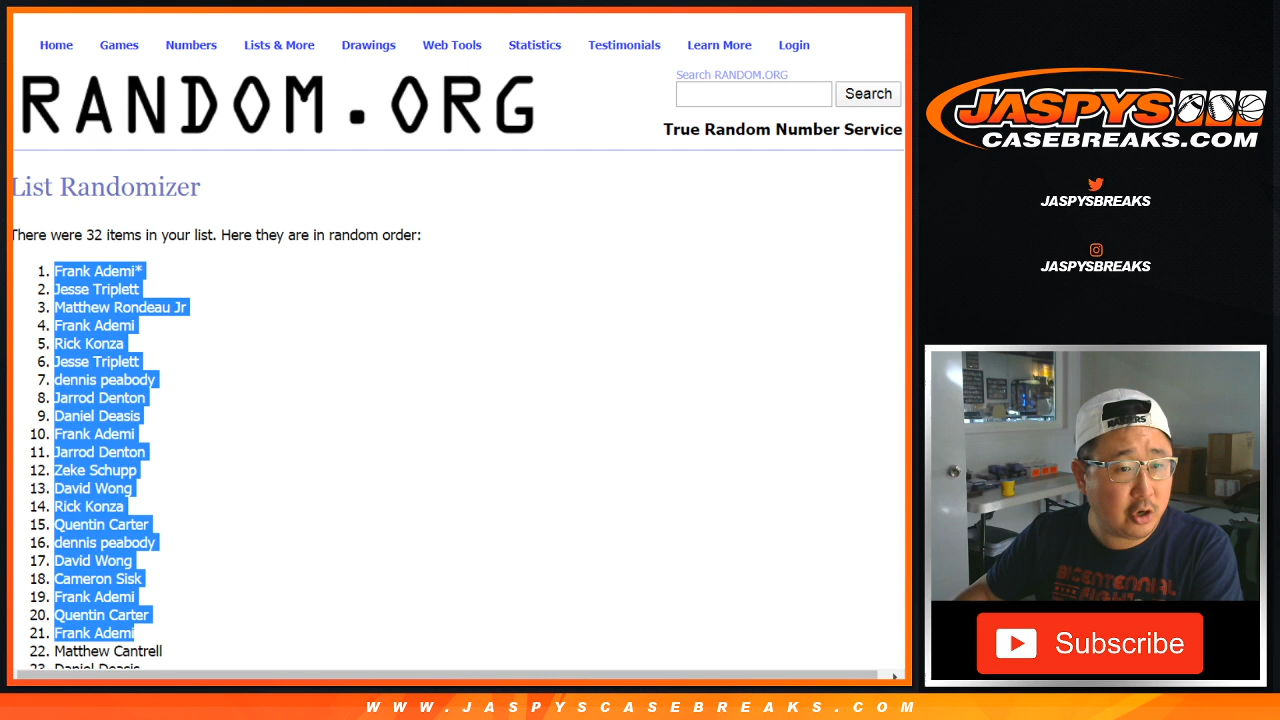 Home Games Numbers Lists & More Drawings Web Tools Statistics Testimonials Learn More Login
RANDOM.ORG
Search RANDOM.ORG
Search
True Random Number Service
List Randomizer
There were 32 items in your list. Here they are in random order:
1. Frank Ademi*
2. Jesse Triplett
3. Matthew Rondeau Jr
4. Frank Ademi
5. Rick Konza
6. Jesse Triplett
7. dennis peabody
8. Jarrod Denton
9. Daniel Deasis
10. Frank Ademi
11. Jarrod Denton
12. Zeke Schupp
13. David Wong
14. Rick Konza
15. Quentin Carter
16. dennis peabody
17. David Wong
18. Cameron Sisk
19. Frank Ademi
20. Quentin Carter
21. Frank Ademi
22. Matthew Cantrell
23. Daniel Deasis
JASPYS
CASEBREAKS.COM
JASPYSBREAKS
JASPYSBREAKS
BICENTENNIAL
Subscribe
WWW.JASPYSCASEBREAKS.COM